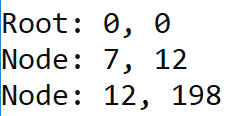 Root: 0, 0
Node: 7, 12
Node: 12, 198